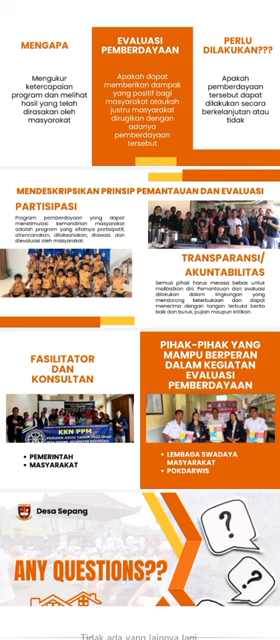 MENGAPA
Mengukur
ketercapaian
program dan melihat
hasil yang telah
dirasakan oleh
masyarakat
EVALUASI
PEMBERDAYAAN
Apakah dapat
memberikan dampak
yang positif bagi
masyarakat ataukah
justru masyarakat
dirugikan dengan
adanya
pemberdayaan
tersebut
PERLU
DILAKUKAN???
Apakah
pemberdayaan
tersebut dapat
dilakukan secara
berkelanjutan atau
tidak
MENDESKRIPSIKAN PRINSIP PEMANTAUAN DAN EVALUASI
PARTISIPASI
Program pemberdayaan yang dapat
menstimulasi kemandirian masyarakat
adalah program yang sifatnya partisipatif,
direncanakan, dilaksanakan, diawasi, dan
dievaluasi oleh masyarakat.
TRANSPARANSI/
AKUNTABILITAS
Semua pihak harus merasa bebas untuk
melibatkan diri. Pemantauan dan evaluasi
dilakukan dalam lingkungan yang
mendorong keterbukaan dan dapat
menerima dengan tangan terbuka berita
baik dan buruk, pujian maupun kritikan.
FASILITATOR
DAN
KONSULTAN
KKN PPM
• PEMERINTAH
• MASYARAKAT
PIHAK-PIHAK YANG
MAMPU BERPERAN
DALAM KEGIATAN
EVALUASI
PEMBERDAYAAN
• LEMBAGA SWADAYA
MASYARAKAT
• POKDARWIS
Desa Sepang
ANY QUESTIONS??
?
?
Tidak ada yang lainnya lagi